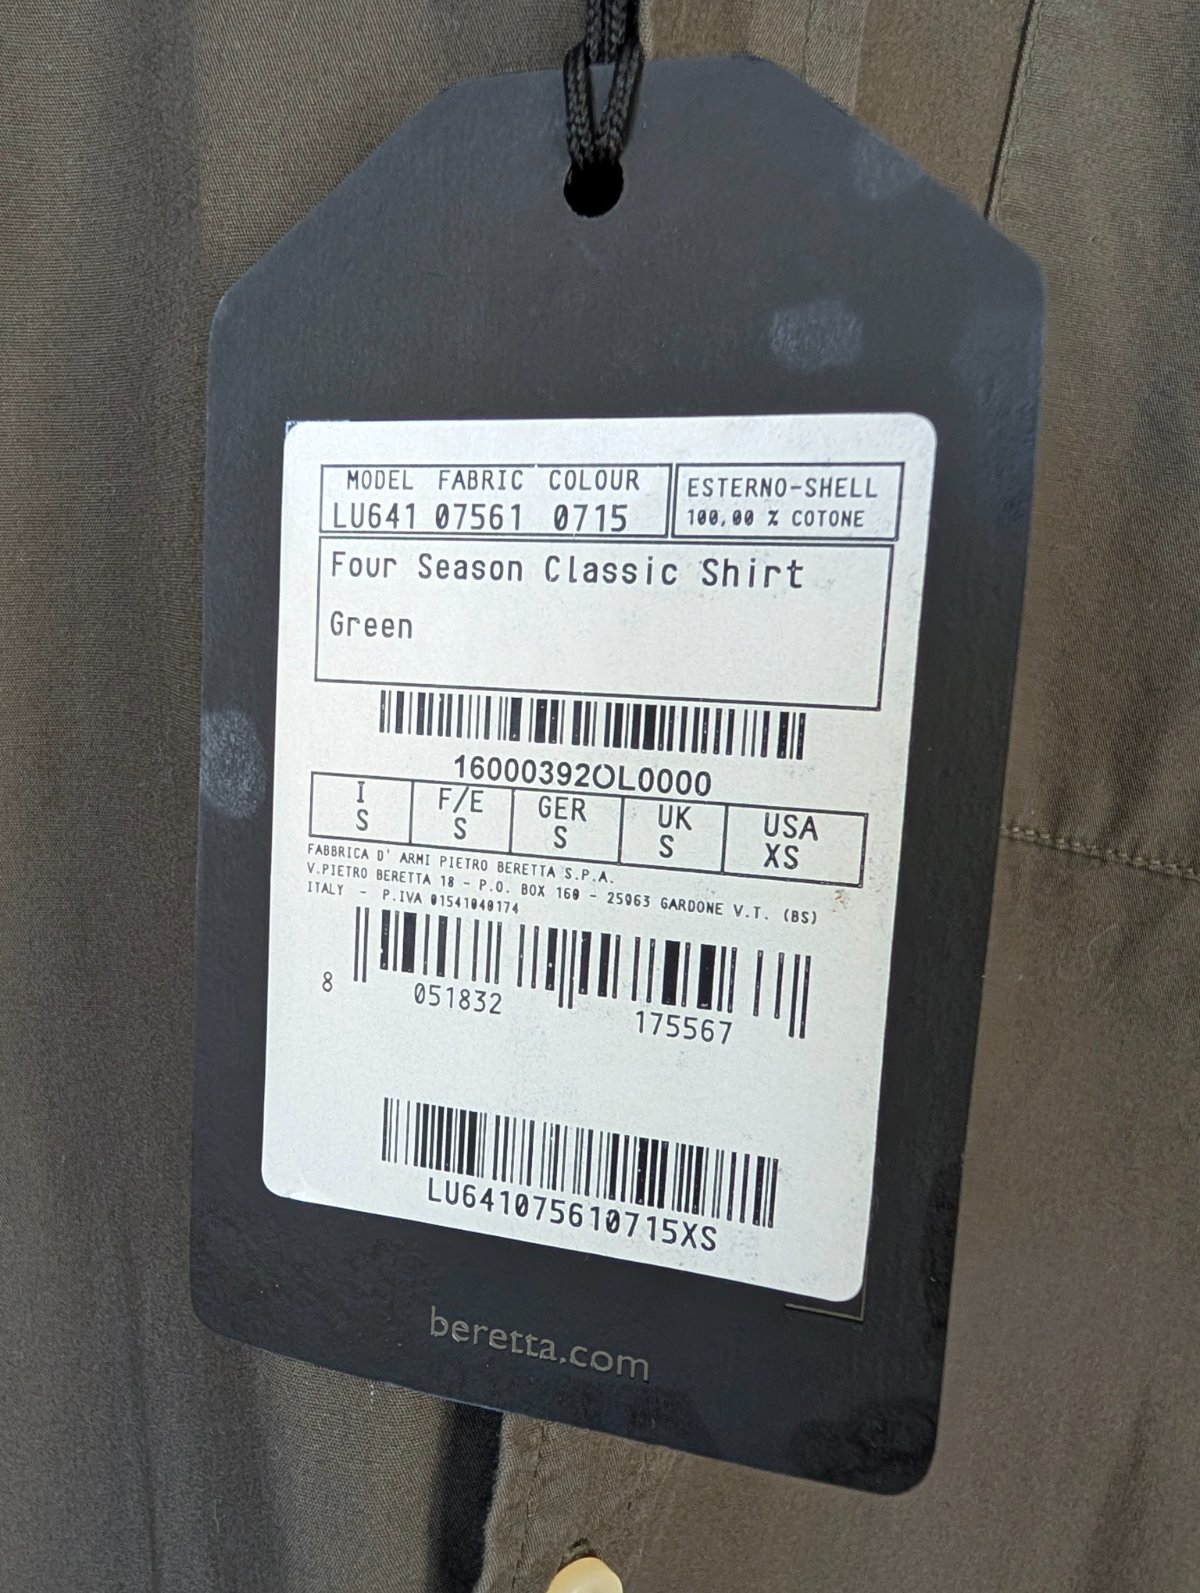 MODEL FABRIC COLOUR
LU641 07561 0715
ESTERNO-SHELL
100,00 % COTONE
Four Season Classic Shirt
Green
16000392OL0000
I F/E GER UK USA
S S S S XS
FABBRICA D' ARMI PIETRO BERETTA S.P.A.
V.PIETRO BERETTA 18 - P.O. BOX 160 - 25063 GARDONE V.T. (BS)
ITALY - P.IVA 01541040174
8 051832 175567
LU641075610715XS
beretta.com